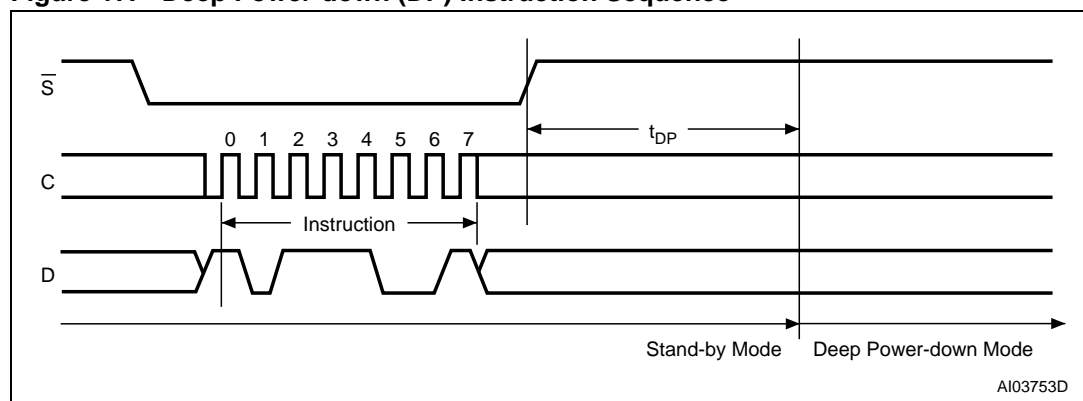 Figure 17. Deep Power-down (DP) Instruction Sequence
S̅
tDP
0 1 2 3 4 5 6 7
C
Instruction
D
Stand-by Mode Deep Power-down Mode
AI03753D